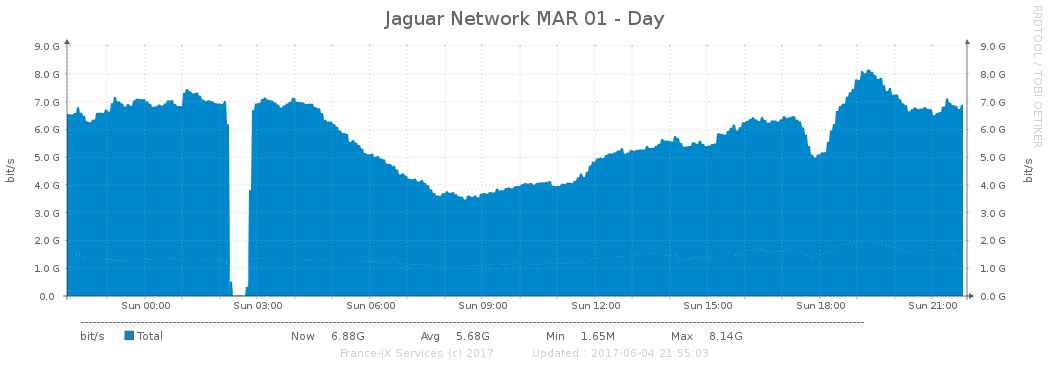 Jaguar Network MAR 01 - Day
RRDTOOL / TOBI OETIKER
9.0 G 9.0 G
8.0 G 8.0 G
7.0 G 7.0 G
6.0 G 6.0 G
5.0 G 5.0 G
4.0 G 4.0 G
3.0 G 3.0 G
2.0 G 2.0 G
1.0 G 1.0 G
0.0 0.0 G
bit/s
bit/s
Sun 00:00 Sun 03:00 Sun 06:00 Sun 09:00 Sun 12:00 Sun 15:00 Sun 18:00 Sun 21:00
bit/s Total Now 6.88G Avg 5.68G Min 1.65M Max 8.14G
France-IX Services (c) 2017 Updated : 2017-06-04 21:55:03